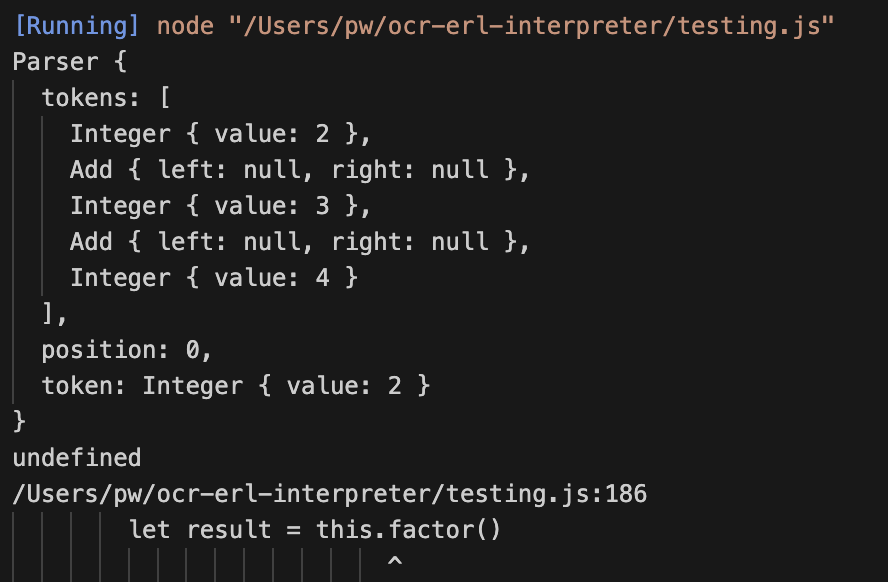 [Running] node "/Users/pw/ocr-erl-interpreter/testing.js"
Parser {
  tokens: [
    Integer { value: 2 },
    Add { left: null, right: null },
    Integer { value: 3 },
    Add { left: null, right: null },
    Integer { value: 4 }
  ],
  position: 0,
  token: Integer { value: 2 }
}
undefined
/Users/pw/ocr-erl-interpreter/testing.js:186
        let result = this.factor()
                          ^